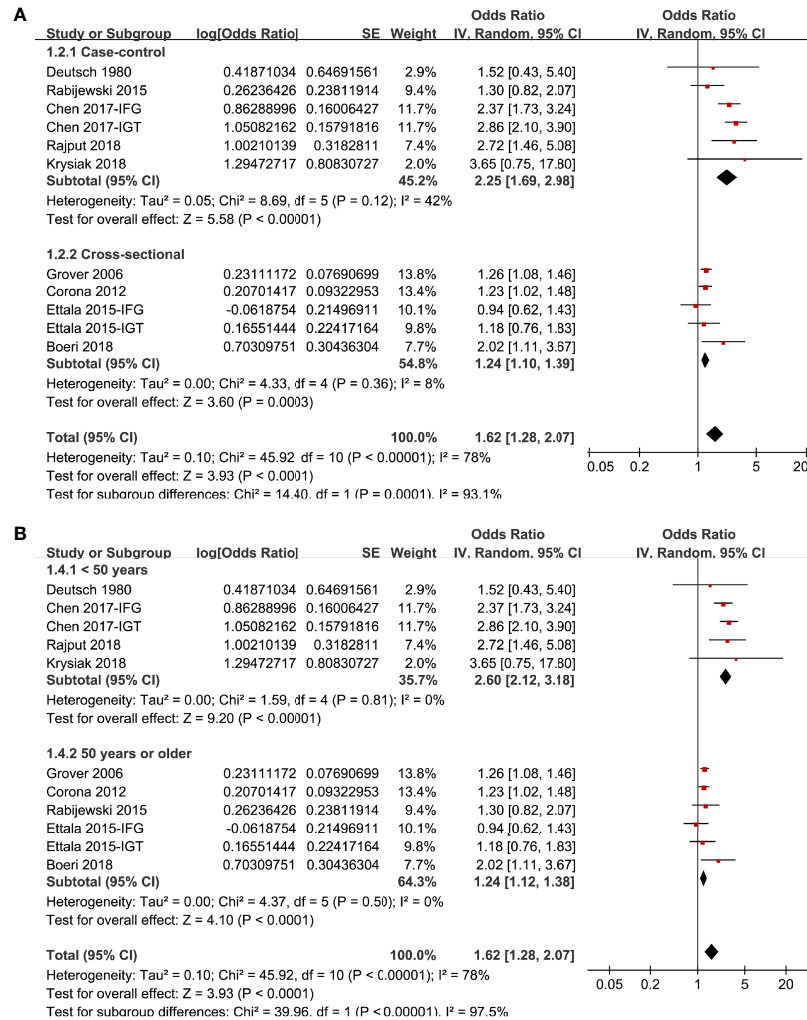 A
Odds Ratio Odds Ratio
Study or Subgroup log[Odds Ratio] SE Weight IV, Random, 95% CI IV, Random, 95% CI
1.2.1 Case-control
Deutsch 1980 0.41871034 0.64691561 2.9% 1.52 [0.43, 5.40]
Rabijewski 2015 0.26236426 0.23811914 9.4% 1.30 [0.82, 2.07]
Chen 2017-IFG 0.86288996 0.16006427 11.7% 2.37 [1.73, 3.24]
Chen 2017-IGT 1.05082162 0.15791816 11.7% 2.86 [2.10, 3.90]
Rajput 2018 1.00210139 0.3182811 7.4% 2.72 [1.46, 5.08]
Krysiak 2018 1.29472717 0.80830727 2.0% 3.65 [0.75, 17.80]
Subtotal (95% CI) 45.2% 2.25 [1.69, 2.98]
Heterogeneity: Tau² = 0.05; Chi² = 8.69, df = 5 (P = 0.12); I² = 42%
Test for overall effect: Z = 5.58 (P < 0.00001)
1.2.2 Cross-sectional
Grover 2006 0.23111172 0.07690699 13.8% 1.26 [1.08, 1.46]
Corona 2012 0.20701417 0.09322953 13.4% 1.23 [1.02, 1.48]
Ettala 2015-IFG -0.0618754 0.21496911 10.1% 0.94 [0.62, 1.43]
Ettala 2015-IGT 0.16551444 0.22417164 9.8% 1.18 [0.76, 1.83]
Boeri 2018 0.70309751 0.30436304 7.7% 2.02 [1.11, 3.67]
Subtotal (95% CI) 54.8% 1.24 [1.10, 1.39]
Heterogeneity: Tau² = 0.00; Chi² = 4.33, df = 4 (P = 0.36); I² = 8%
Test for overall effect: Z = 3.60 (P = 0.0003)
Total (95% CI) 100.0% 1.62 [1.28, 2.07]
Heterogeneity: Tau² = 0.10; Chi² = 45.92, df = 10 (P < 0.00001); I² = 78%
Test for overall effect: Z = 3.93 (P < 0.0001)
Test for subgroup differences: Chi² = 14.40, df = 1 (P = 0.0001), I² = 93.1%
0.05 0.2 1 5 20
B
Odds Ratio Odds Ratio
Study or Subgroup log[Odds Ratio] SE Weight IV, Random, 95% CI IV, Random, 95% CI
1.4.1 < 50 years
Deutsch 1980 0.41871034 0.64691561 2.9% 1.52 [0.43, 5.40]
Chen 2017-IFG 0.86288996 0.16006427 11.7% 2.37 [1.73, 3.24]
Chen 2017-IGT 1.05082162 0.15791816 11.7% 2.86 [2.10, 3.90]
Rajput 2018 1.00210139 0.3182811 7.4% 2.72 [1.46, 5.08]
Krysiak 2018 1.29472717 0.80830727 2.0% 3.65 [0.75, 17.80]
Subtotal (95% CI) 35.7% 2.60 [2.12, 3.18]
Heterogeneity: Tau² = 0.00; Chi² = 1.59, df = 4 (P = 0.81); I² = 0%
Test for overall effect: Z = 9.20 (P < 0.00001)
1.4.2 50 years or older
Grover 2006 0.23111172 0.07690699 13.8% 1.26 [1.08, 1.46]
Corona 2012 0.20701417 0.09322953 13.4% 1.23 [1.02, 1.48]
Rabijewski 2015 0.26236426 0.23811914 9.4% 1.30 [0.82, 2.07]
Ettala 2015-IFG -0.0618754 0.21496911 10.1% 0.94 [0.62, 1.43]
Ettala 2015-IGT 0.16551444 0.22417164 9.8% 1.18 [0.76, 1.83]
Boeri 2018 0.70309751 0.30436304 7.7% 2.02 [1.11, 3.67]
Subtotal (95% CI) 64.3% 1.24 [1.12, 1.38]
Heterogeneity: Tau² = 0.00; Chi² = 4.37, df = 5 (P = 0.50); I² = 0%
Test for overall effect: Z = 4.10 (P < 0.0001)
Total (95% CI) 100.0% 1.62 [1.28, 2.07]
Heterogeneity: Tau² = 0.10; Chi² = 45.92, df = 10 (P < 0.00001); I² = 78%
Test for overall effect: Z = 3.93 (P < 0.0001)
Test for subgroup differences: Chi² = 39.96, df = 1 (P < 0.00001), I² = 97.5%
0.05 0.2 1 5 20